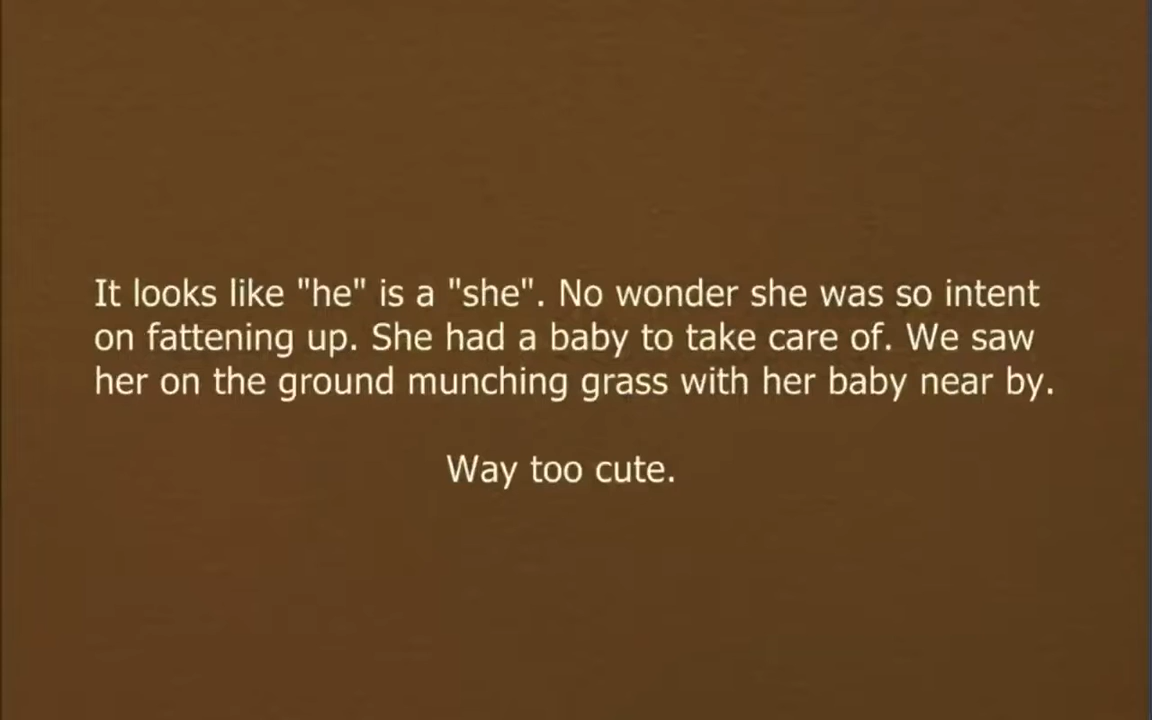 It looks like "he" is a "she". No wonder she was so intent
on fattening up. She had a baby to take care of. We saw
her on the ground munching grass with her baby near by.
Way too cute.